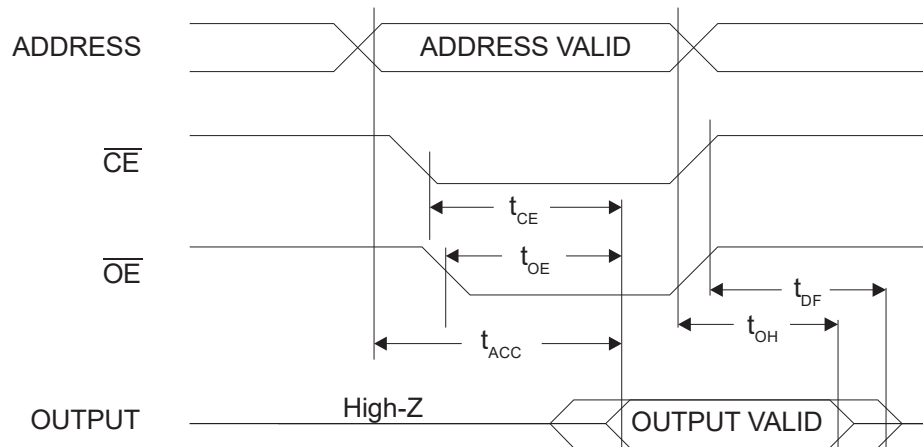 ADDRESS
ADDRESS VALID
CE
tCE
OE
tOE
tDF
tOH
tACC
OUTPUT
High-Z
OUTPUT VALID